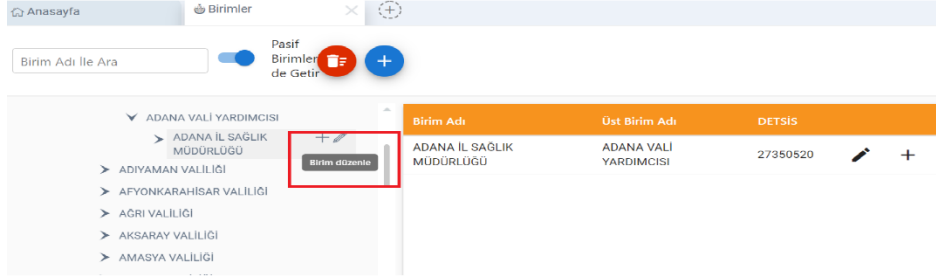 Anasayfa
Birimler
Birim Adı İle Ara
Pasif
Birimler
de Getir
ADANA VALİ YARDIMCISI
ADANA İL SAĞLIK
MÜDÜRLÜĞÜ
Birim düzenle
ADIYAMAN VALİLİĞİ
AFYONKARAHİSAR VALİLİĞİ
AĞRI VALİLİĞİ
AKSARAY VALİLİĞİ
AMASYA VALİLİĞİ
Birim Adı Üst Birim Adı DETSİS
ADANA İL SAĞLIK ADANA VALİ 27350520
MÜDÜRLÜĞÜ YARDIMCISI